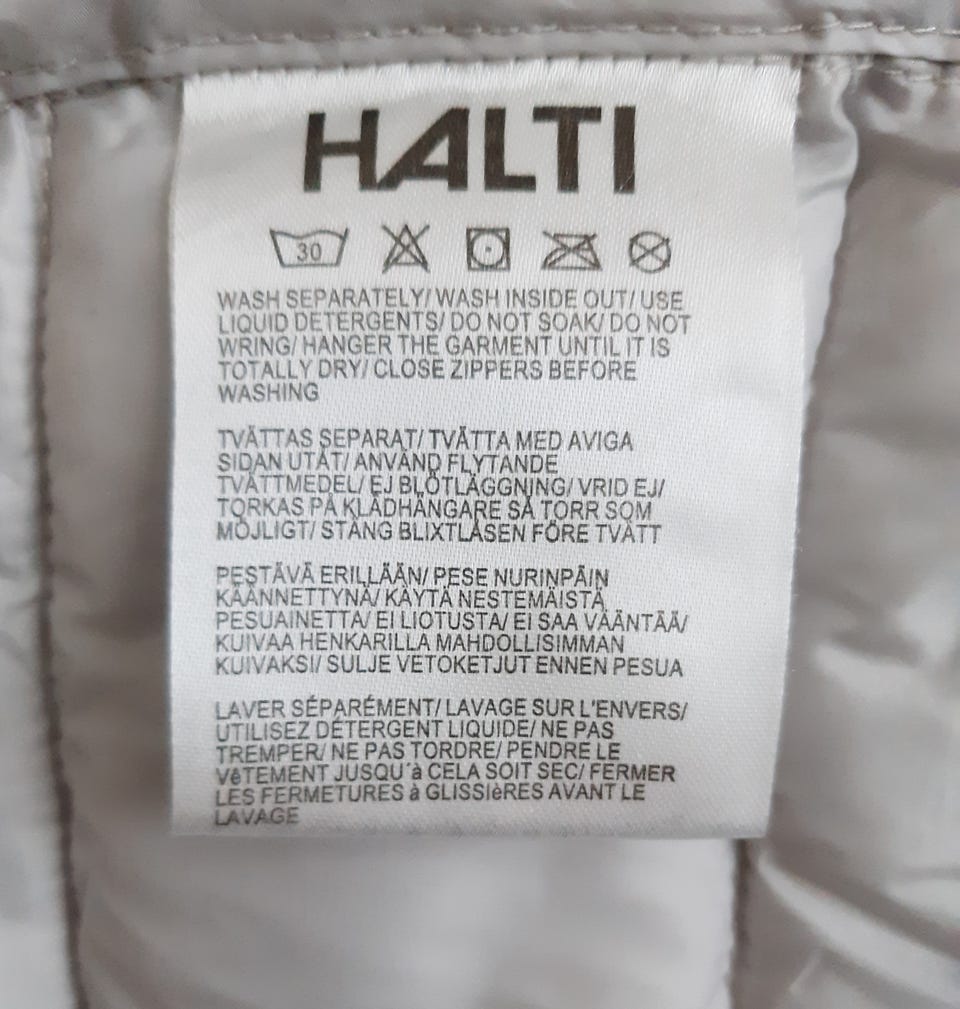 HALTI
30
WASH SEPARATELY/ WASH INSIDE OUT/ USE
LIQUID DETERGENTS/ DO NOT SOAK/ DO NOT
WRING/ HANGER THE GARMENT UNTIL IT IS
TOTALLY DRY/ CLOSE ZIPPERS BEFORE
WASHING
TVÄTTAS SEPARAT/ TVÄTTA MED AVIGA
SIDAN UTÅT/ ANVÄND FLYTANDE
TVÄTTMEDEL/ EJ BLÖTLÄGGNING/ VRID EJ/
TORKAS PÅ KLÄDHÄNGARE SÅ TORR SOM
MÖJLIGT/ STÄNG BLIXTLÅSEN FÖRE TVÄTT
PESTÄVÄ ERILLÄÄN/ PESE NURINPÄIN
KÄÄNNETTYNÄ/ KÄYTÄ NESTEMÄISTÄ
PESUAINETTA/ EI LIOTUSTA/ EI SAA VÄÄNTÄÄ/
KUIVAA HENKARILLA MAHDOLLISIMMAN
KUIVAKSI/ SULJE VETOKETJUT ENNEN PESUA
LAVER SÉPARÉMENT/ LAVAGE SUR L'ENVERS/
UTILISEZ DÉTERGENT LIQUIDE/ NE PAS
TREMPER/ NE PAS TORDRE/ PENDRE LE
VêTEMENT JUSQU´à CELA SOIT SEC/ FERMER
LES FERMETURES à GLISSIèRES AVANT LE
LAVAGE